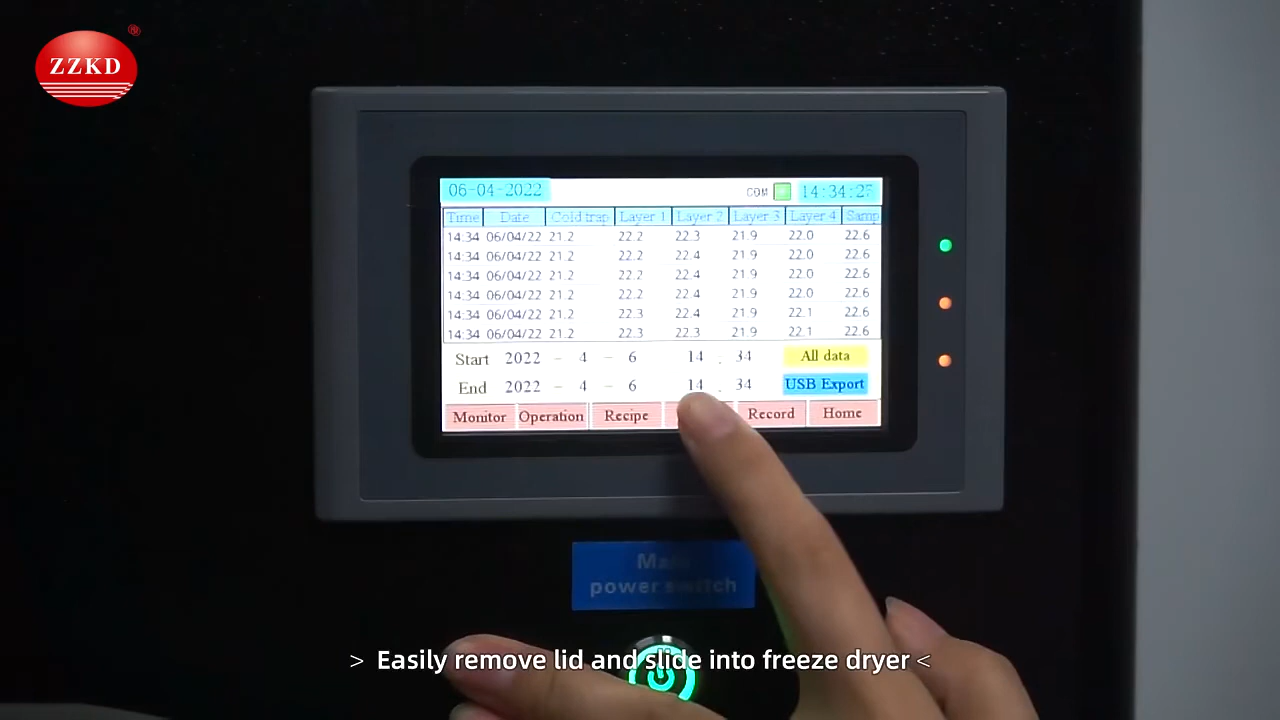 ZZKD®
06-04-2022 COM 14:34:27
Time Date Cold trap Layer 1 Layer 2 Layer 3 Layer 4 Samp
14:34 06/04/22 21.2 22.2 22.3 21.9 22.0 22.6
14:34 06/04/22 21.2 22.2 22.4 21.9 22.0 22.6
14:34 06/04/22 21.2 22.2 22.4 21.9 22.0 22.6
14:34 06/04/22 21.2 22.2 22.4 21.9 22.0 22.6
14:34 06/04/22 21.2 22.3 22.4 21.9 22.1 22.6
14:34 06/04/22 21.2 22.3 22.3 21.9 22.1 22.6
Start 2022 - 4 - 6 14 : 34 All data
End 2022 - 4 - 6 14 : 34 USB Export
Monitor Operation Recipe Record Home
Main
power switch
> Easily remove lid and slide into freeze dryer <